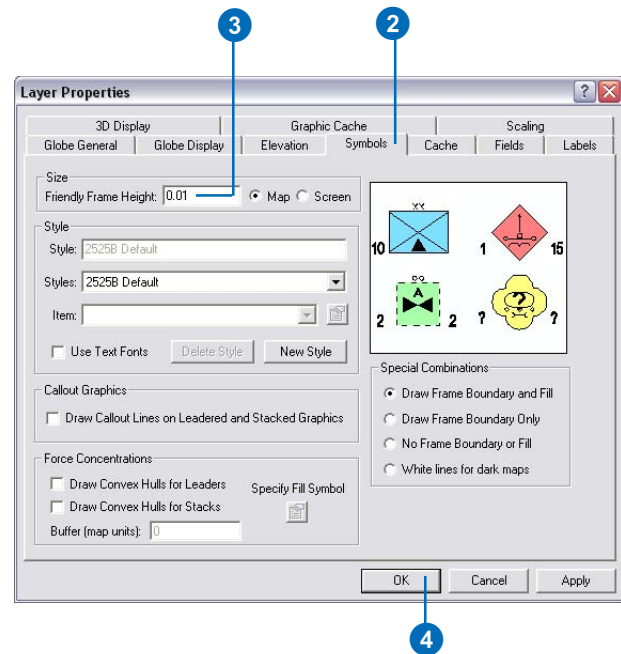 3 2
Layer Properties
3D Display Graphic Cache Scaling
Globe General Globe Display Elevation Symbols Cache Fields Labels
Size
Friendly Frame Height: 0.01 Map Screen
Style
Style: 2525B Default
Styles: 2525B Default
Item:
Use Text Fonts Delete Style New Style
Callout Graphics
Draw Callout Lines on Leadered and Stacked Graphics
Force Concentrations
Draw Convex Hulls for Leaders
Draw Convex Hulls for Stacks
Specify Fill Symbol
Buffer (map units): 0
XX
10 1 15
A
2 2 ? ? ?
Special Combinations
Draw Frame Boundary and Fill
Draw Frame Boundary Only
No Frame Boundary or Fill
White lines for dark maps
OK Cancel Apply
4